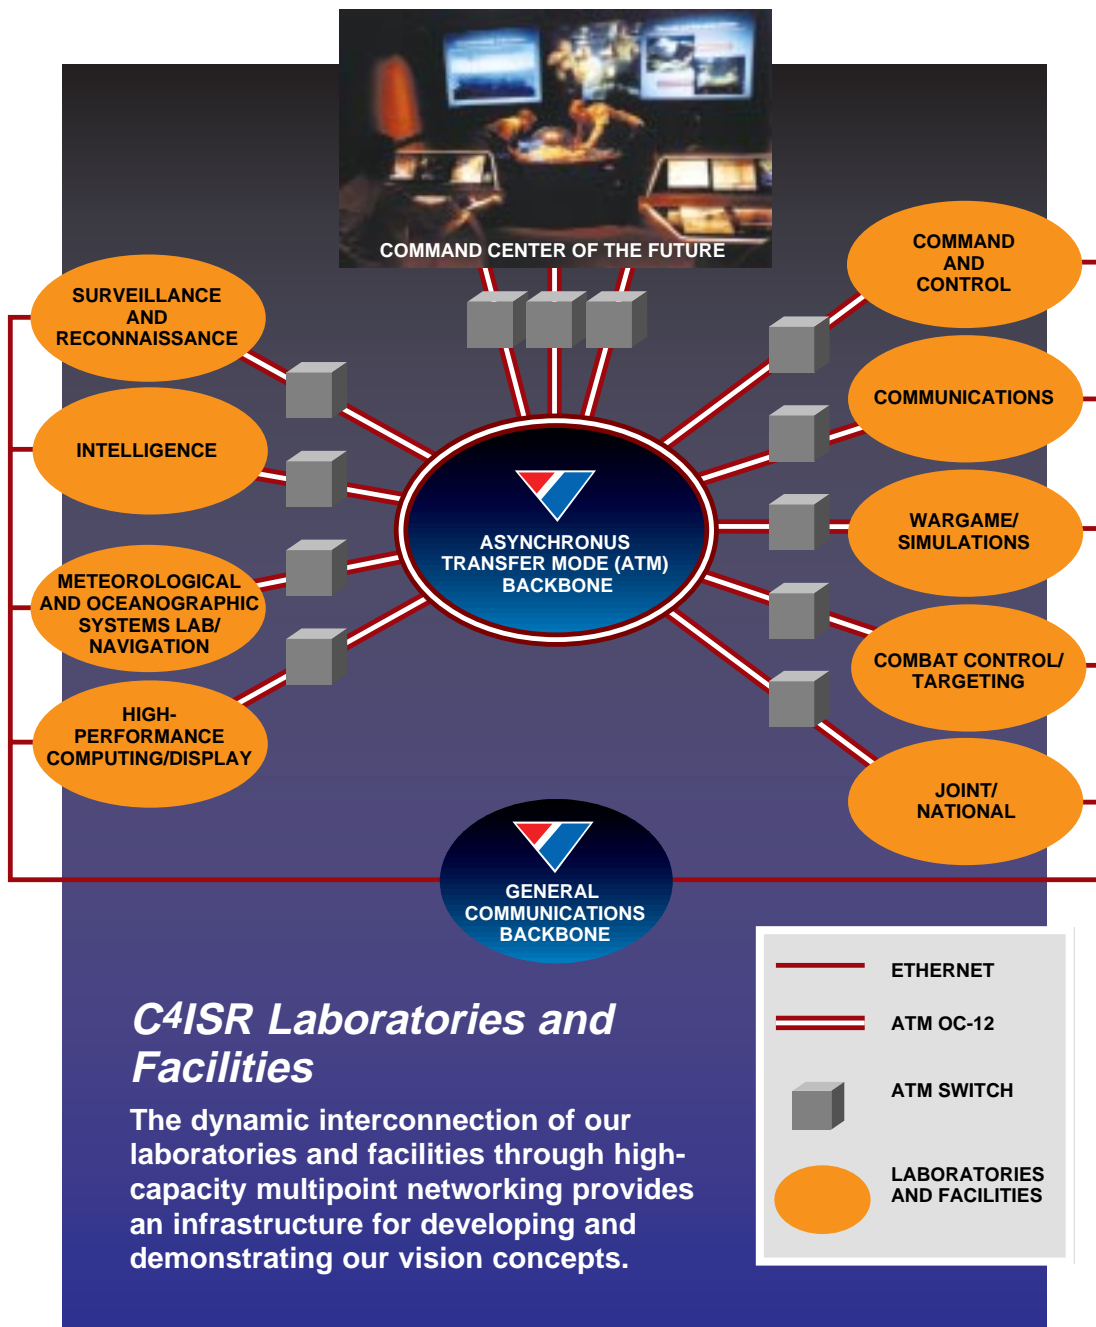 COMMAND CENTER OF THE FUTURE
SURVEILLANCE
AND
RECONNAISSANCE
INTELLIGENCE
METEOROLOGICAL
AND OCEANOGRAPHIC
SYSTEMS LAB/
NAVIGATION
HIGH-
PERFORMANCE
COMPUTING/DISPLAY
ASYNCHRONUS
TRANSFER MODE (ATM)
BACKBONE
COMMAND
AND
CONTROL
COMMUNICATIONS
WARGAME/
SIMULATIONS
COMBAT CONTROL/
TARGETING
JOINT/
NATIONAL
GENERAL
COMMUNICATIONS
BACKBONE
ETHERNET
ATM OC-12
ATM SWITCH
LABORATORIES
AND FACILITIES
C4ISR Laboratories and
Facilities
The dynamic interconnection of our
laboratories and facilities through high-
capacity multipoint networking provides
an infrastructure for developing and
demonstrating our vision concepts.